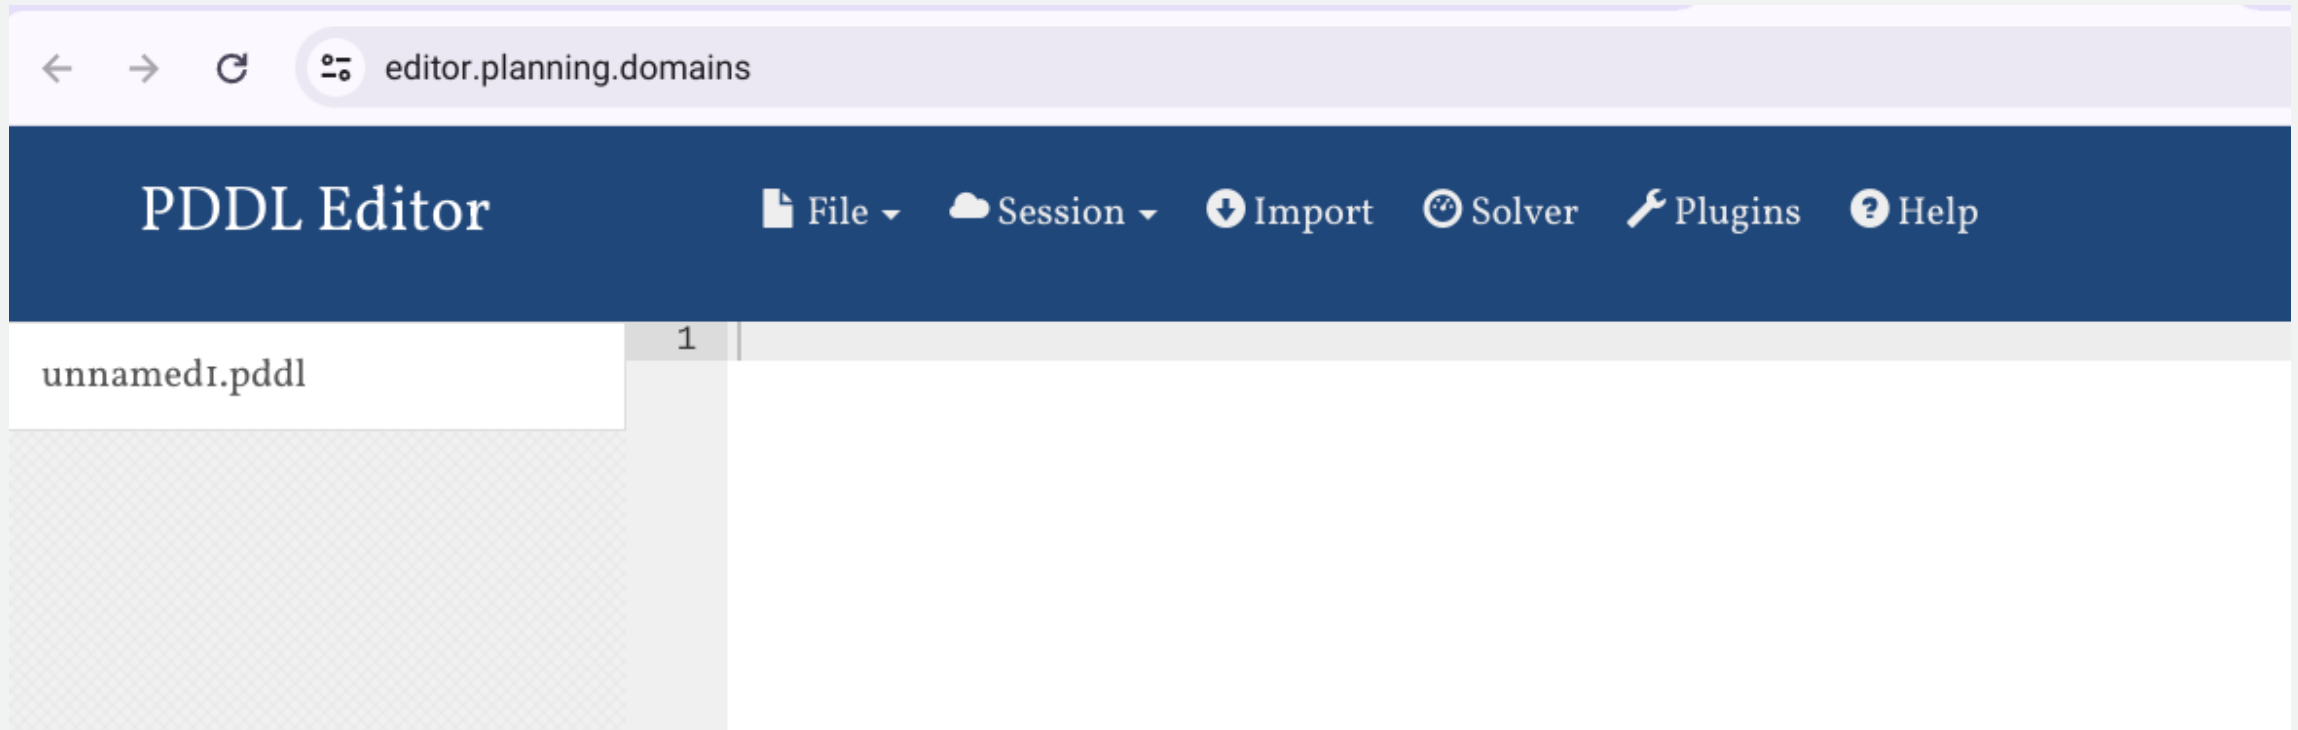 editor.planning.domains
PDDL Editor File Session Import Solver Plugins Help
unnamed1.pddl
1